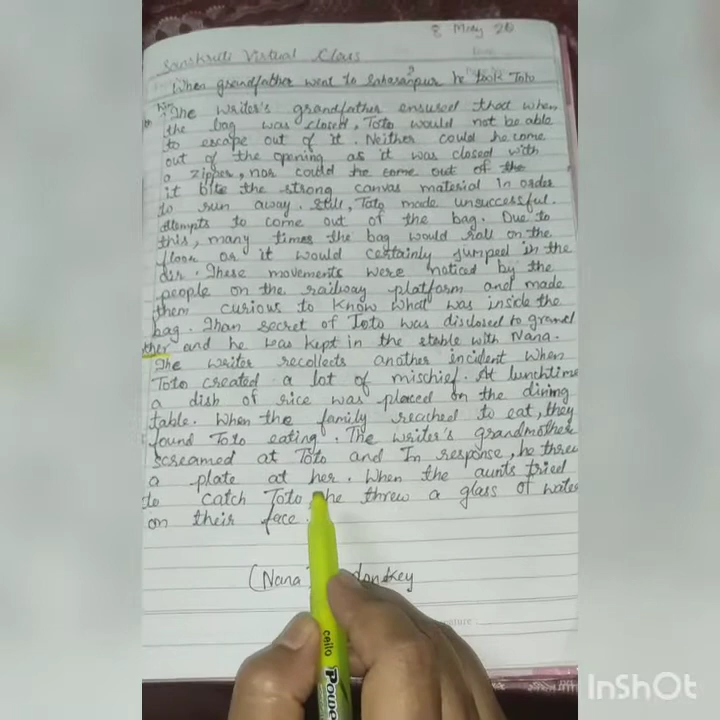 8 May 26
Sanskruti Virtual Class
When grandfather went to Saharanpur he took Toto
him
The writer's grandfather ensured that when
the bag was closed, Toto would not be able
to escape out of it. Neither could he come
out of the opening as it was closed with
a zipper, nor could he come out of the
it bite the strong canvas material in order
to run away. Still, Toto made unsuccessful.
attempts to come out of the bag. Due to
this, many times the bag would roll on the
floor or it would certainly jumped in the
air. These movements were noticed by the
people on the railway platform and made
them curious to know what was inside the
bag. Than secret of Toto was disclosed to grand
ther and he was kept in the stable with Nana.
The writer recollects another incident when
Toto created a lot of mischief. At lunchtime
a dish of rice was placed on the dining
table. When the family reached to eat, they
found Toto eating. The writer's grandmother
screamed at Toto and In response, he threw
a plate at her. When the aunts tried
to catch Toto he threw a glass of water
on their face.
(Nana donkey
cello
Power
InShOt